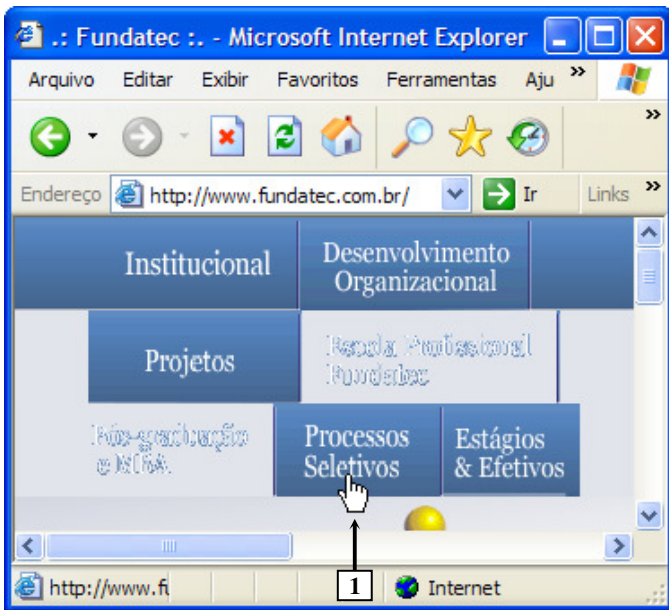 .: Fundatec :. - Microsoft Internet Explorer
Arquivo Editar Exibir Favoritos Ferramentas Aju »
»
Endereço http://www.fundatec.com.br/ Ir Links »
Institucional
Desenvolvimento
Organizacional
Projetos
Escola Profissional
Fundatec
Pós-graduação
e MBA
Processos
Seletivos
Estágios
& Efetivos
1
http://www.fu
Internet